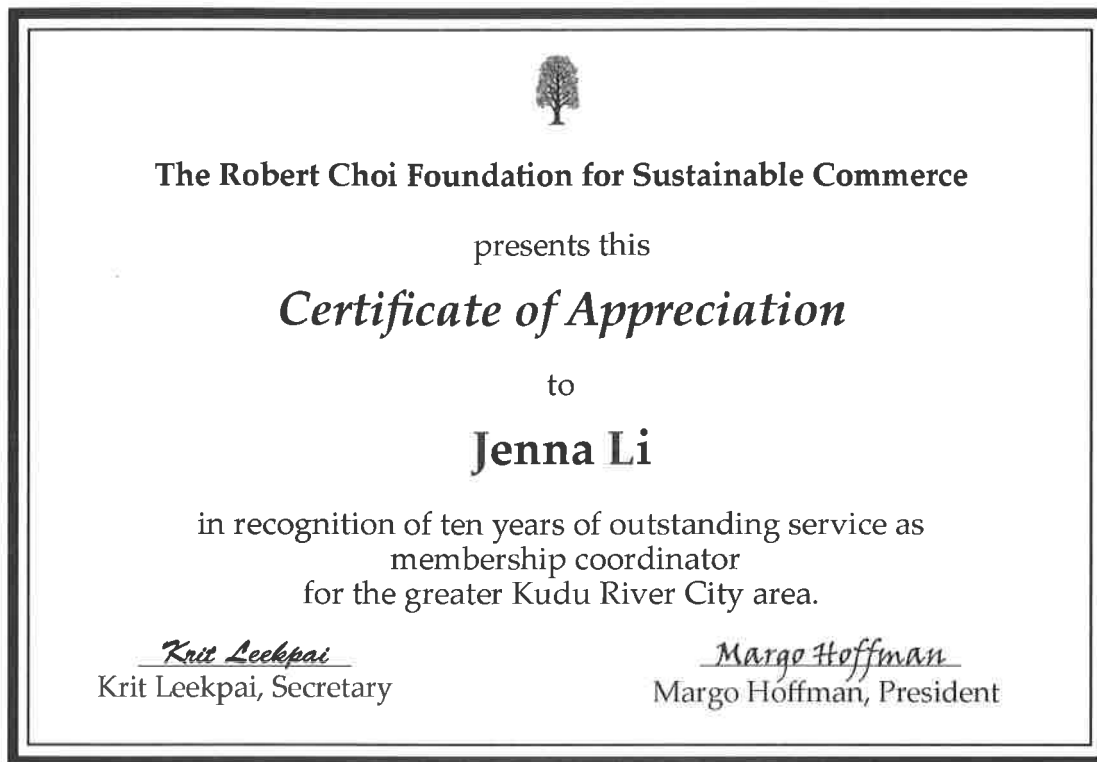 The Robert Choi Foundation for Sustainable Commerce
presents this
Certificate of Appreciation
to
Jenna Li
in recognition of ten years of outstanding service as
membership coordinator
for the greater Kudu River City area.
Krit Leekpai
Krit Leekpai, Secretary
Margo Hoffman
Margo Hoffman, President